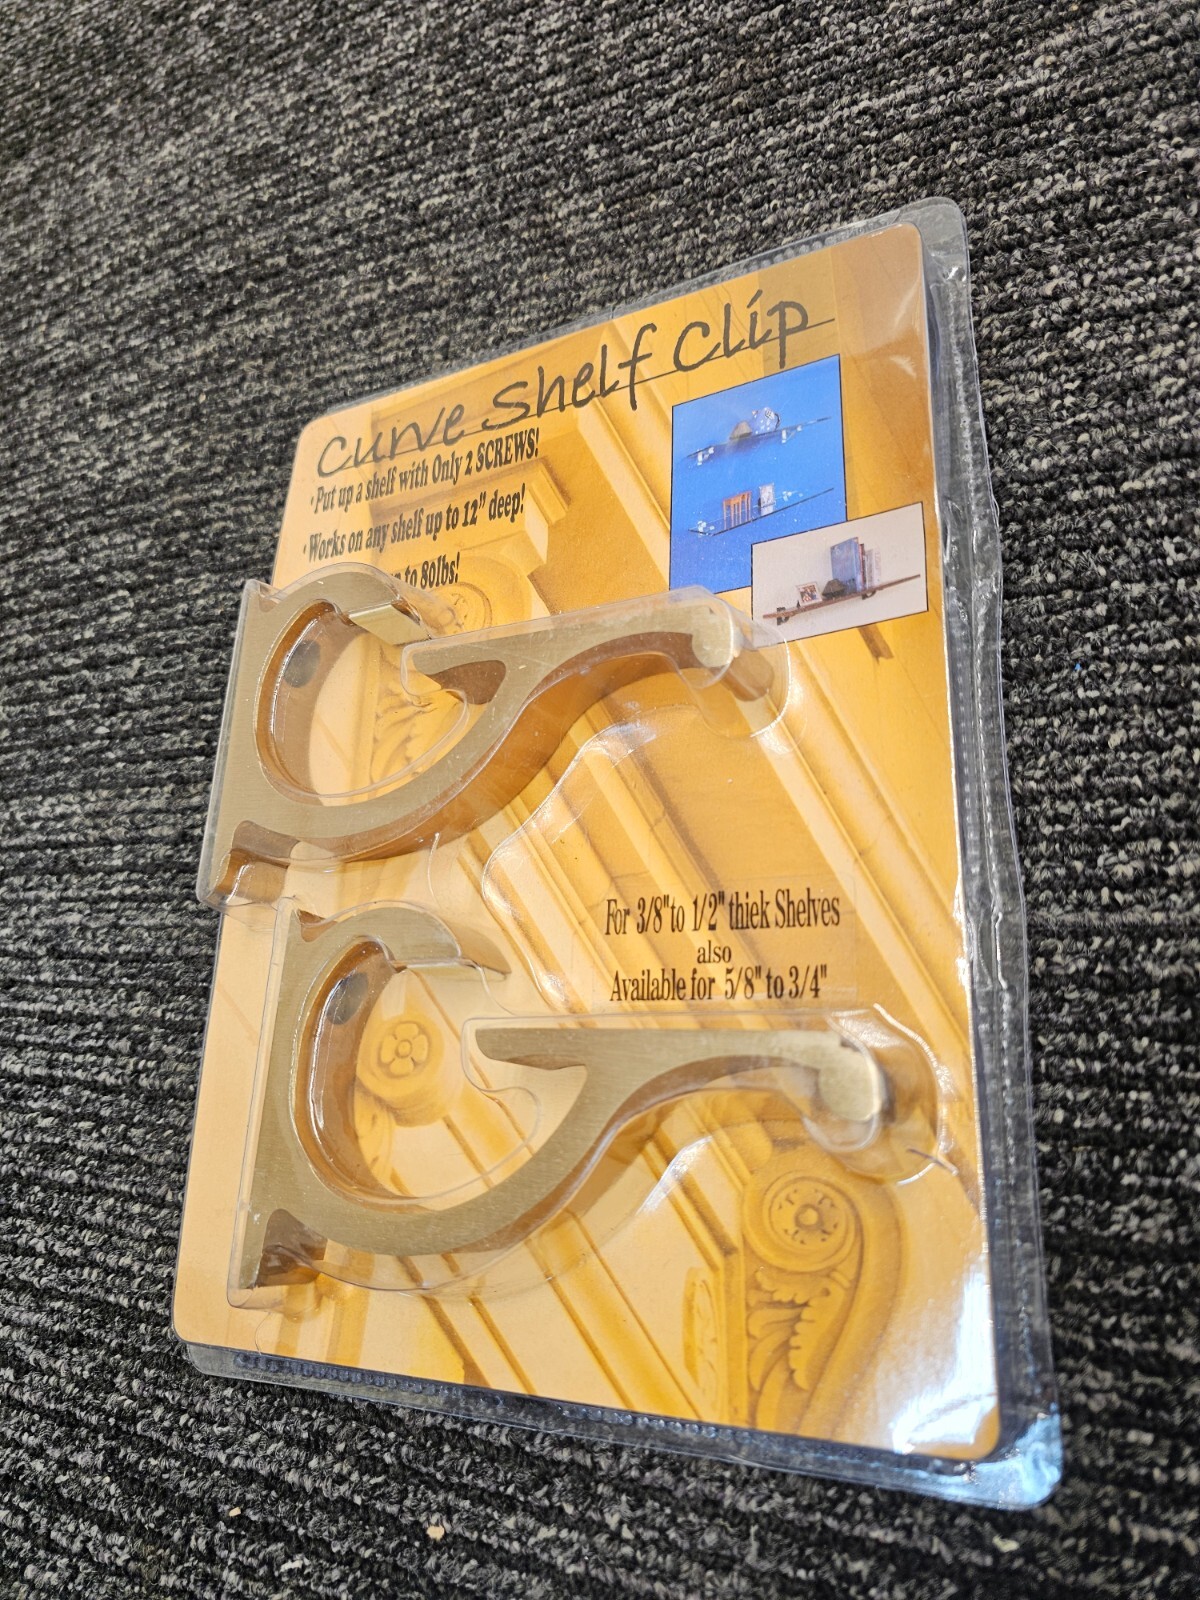 curve shelf clip
·Put up a shelf with Only 2 SCREWS!
·Works on any shelf up to 12" deep!
to 80lbs!
For 3/8" to 1/2" thick Shelves
also
Available for 5/8" to 3/4"